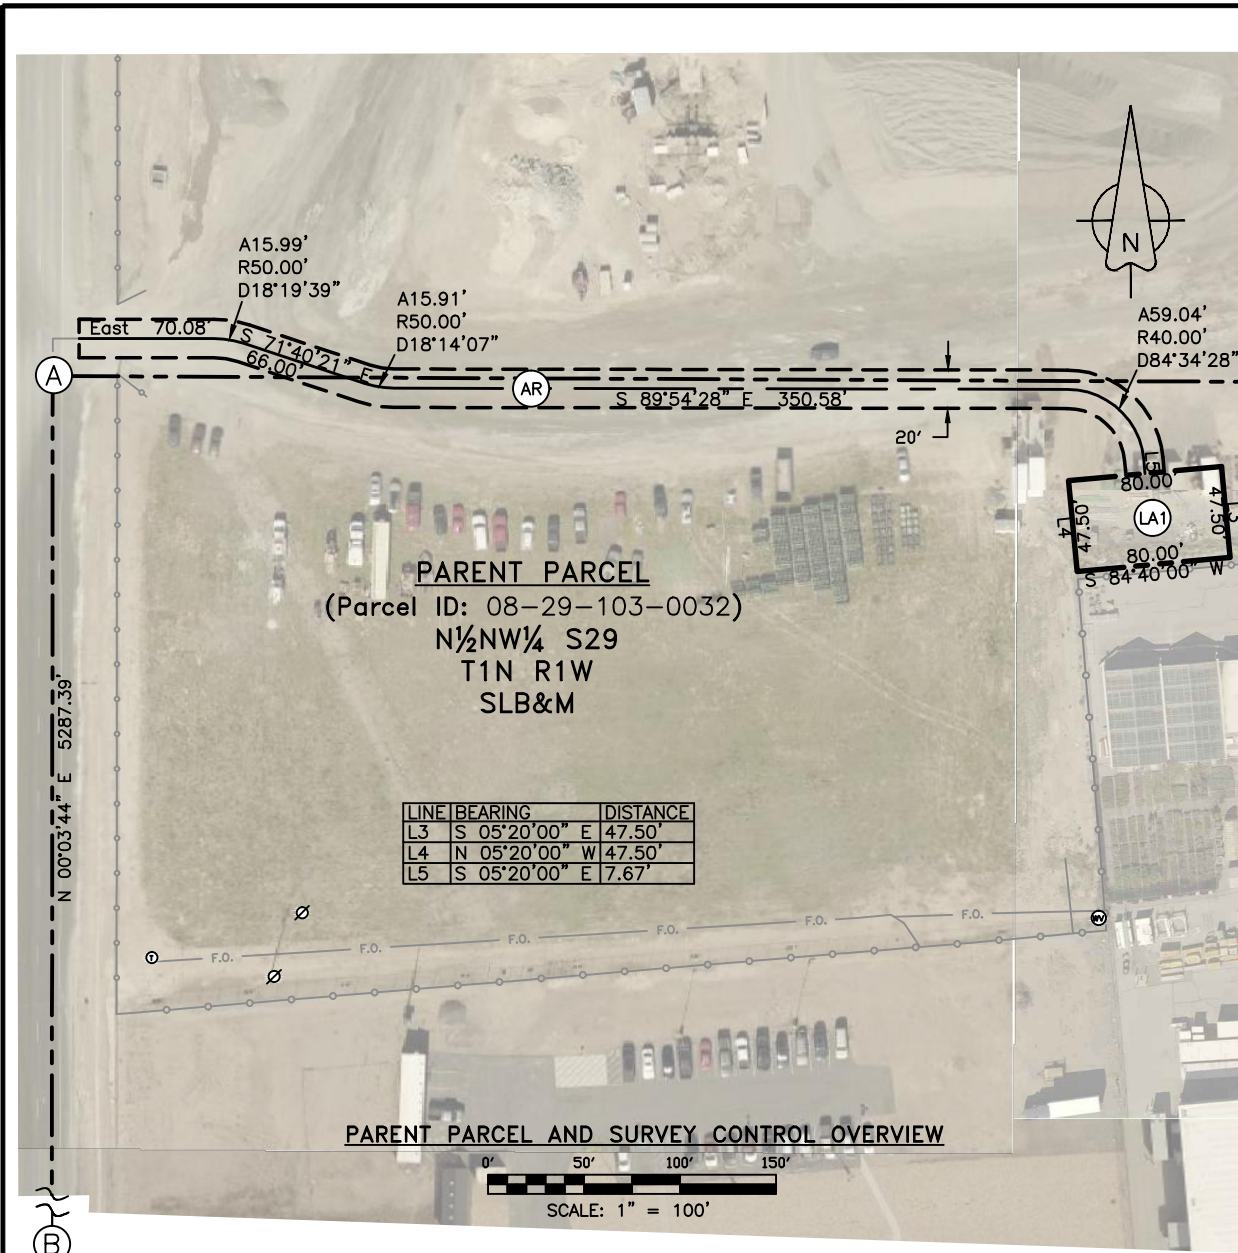 N
A15.99'
R50.00'
D18°19'39"
A15.91'
R50.00'
D18°14'07"
A59.04'
R40.00'
D84°34'28"
East 70.08'
S 71°40'21" E
66.00'
A
AR
S 89°54'28" E 350.58'
20'
L5
80.00'
LA1
L4
47.50'
47.50'
80.00'
S 84°40'00" W
PARENT PARCEL
(Parcel ID: 08-29-103-0032)
N½NW¼ S29
T1N R1W
SLB&M
N 00°03'44" E 5287.39'
LINE BEARING DISTANCE
L3 S 05°20'00" E 47.50'
L4 N 05°20'00" W 47.50'
L5 S 05°20'00" E 7.67'
WV
T
F.O. F.O. F.O. F.O. F.O. F.O.
PARENT PARCEL AND SURVEY CONTROL OVERVIEW
0' 50' 100' 150'
SCALE: 1" = 100'
B